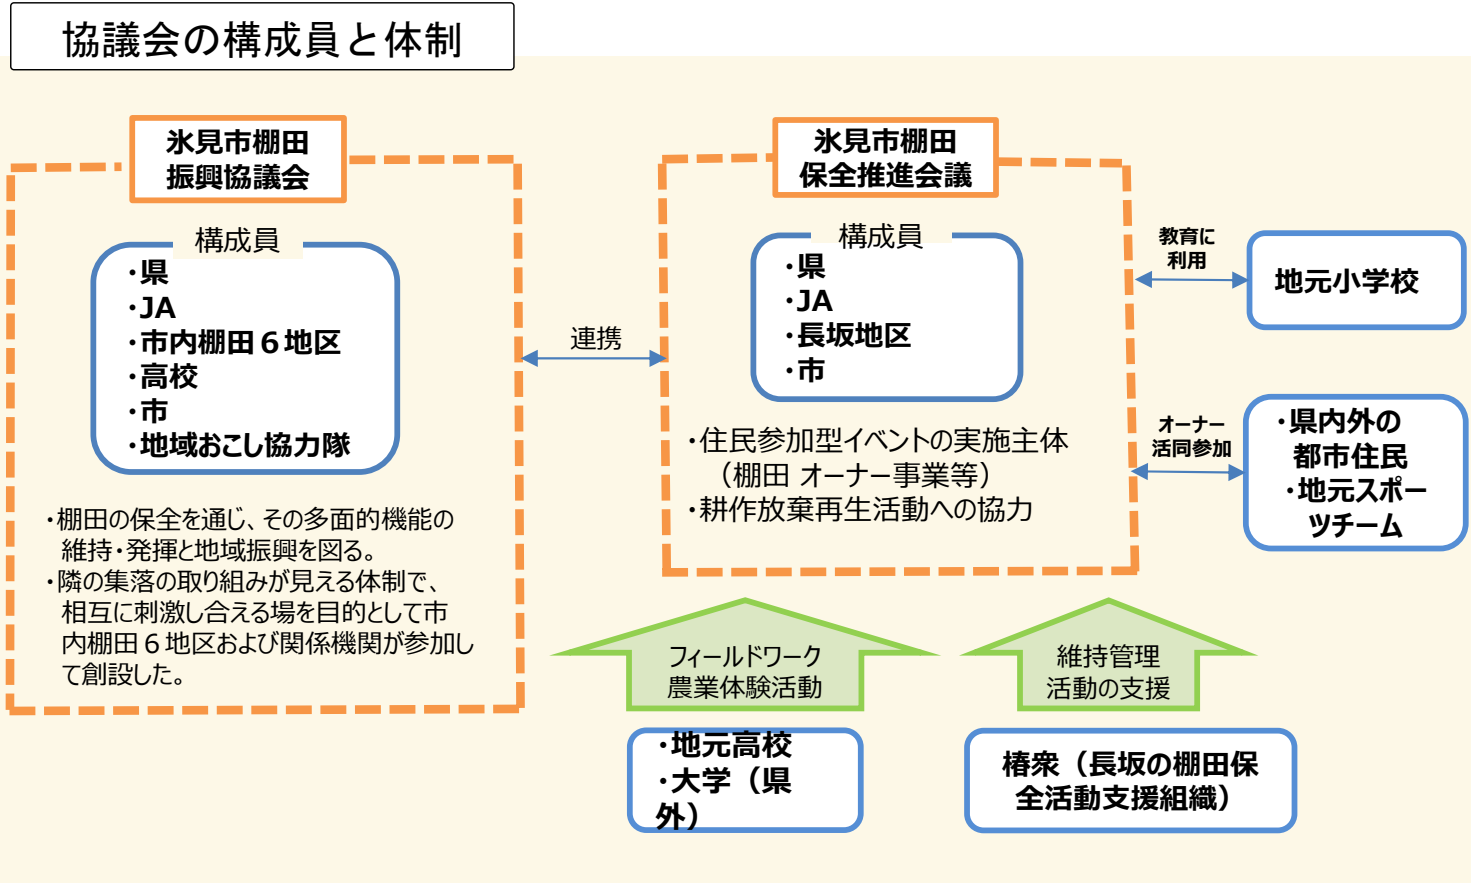 協議会の構成員と体制
氷見市棚田
振興協議会
構成員
・県
・JA
・市内棚田６地区
・高校
・市
・地域おこし協力隊
・棚田の保全を通じ、その多面的機能の
維持・発揮と地域振興を図る。
・隣の集落の取り組みが見える体制で、
相互に刺激し合える場を目的として市
内棚田６地区および関係機関が参加し
て創設した。
連携
氷見市棚田
保全推進会議
構成員
・県
・JA
・長坂地区
・市
・住民参加型イベントの実施主体
（棚田 オーナー事業等）
・耕作放棄再生活動への協力
教育に
利用
地元小学校
オーナー
活同参加
・県内外の
都市住民
・地元スポー
ツチーム
フィールドワーク
農業体験活動
・地元高校
・大学（県
外）
維持管理
活動の支援
椿衆（長坂の棚田保
全活動支援組織）